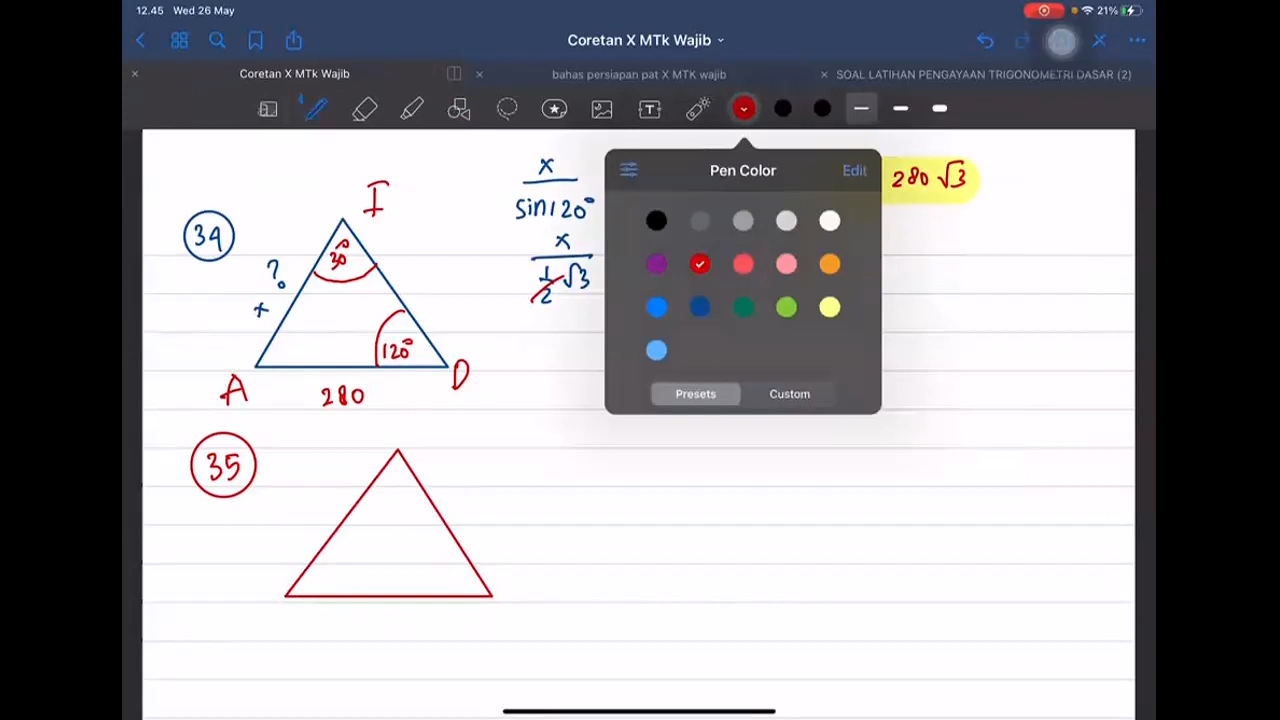 12.45 Wed 26 May
21%
Coretan X MTk Wajib
Coretan X MTk Wajib
bahas persiapan pat X MTK wajib
SOAL LATIHAN PENGAYAAN TRIGONOMETRI DASAR (2)
T
Pen Color
Edit
Presets
Custom
34
I
30°
?
x
120°
A
280
D
x
sin 120°
x
1/2 √3
280 √3
35